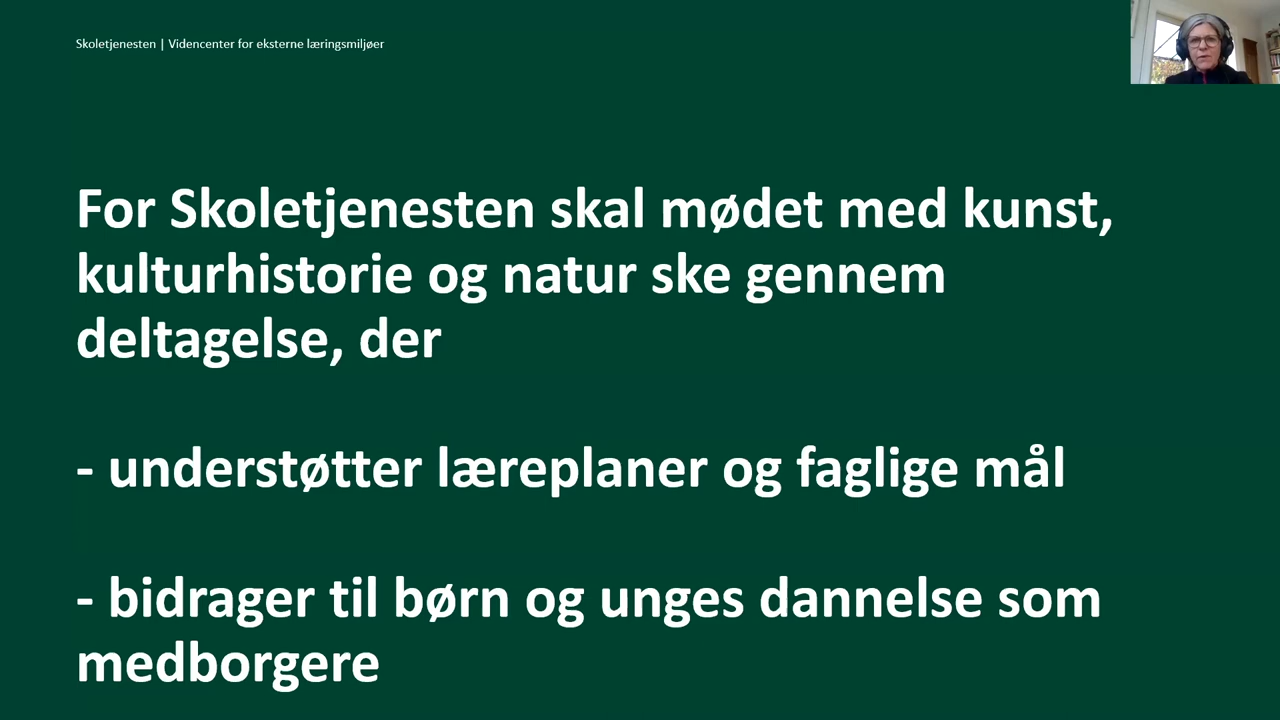 Skoletjenesten | Videncenter for eksterne læringsmiljøer
For Skoletjenesten skal mødet med kunst,
kulturhistorie og natur ske gennem
deltagelse, der
- understøtter læreplaner og faglige mål
- bidrager til børn og unges dannelse som
medborgere